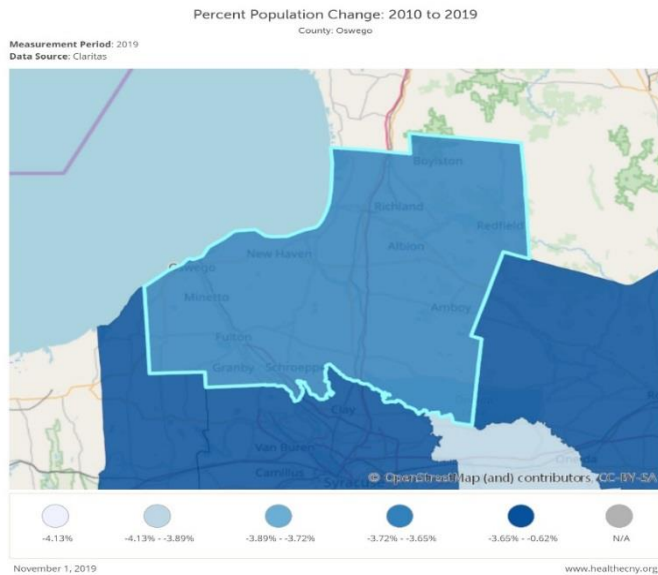 Percent Population Change: 2010 to 2019
County: Oswego
Measurement Period: 2019
Data Source: Claritas
Boylston
Richland
Redfield
Albion
New Haven
Oswego
Minetto
Amboy
Fulton
Granby Schroeppel
Clay
Van Buren
Oneida
Camillus
Syracuse
© OpenStreetMap (and) contributors, CC-BY-SA
-4.13%
-4.13% - -3.89%
-3.89% - -3.72%
-3.72% - -3.65%
-3.65% - -0.62%
N/A
November 1, 2019
www.healthecny.org